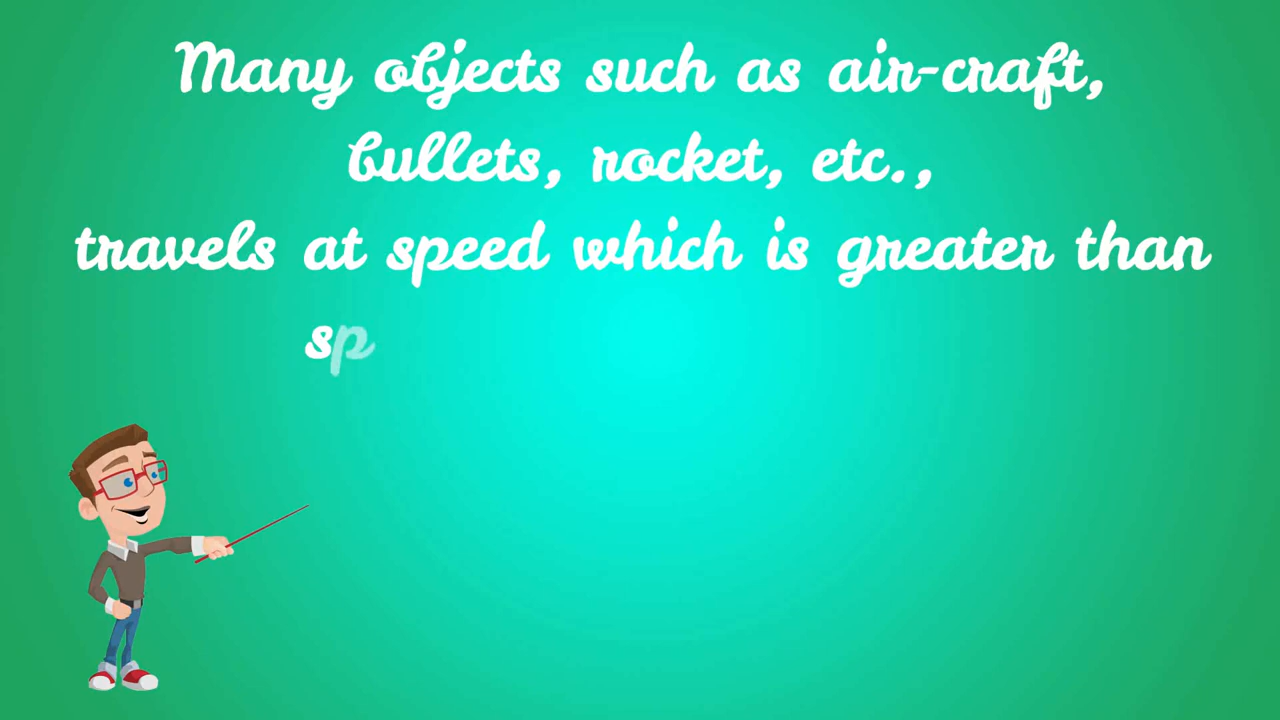 Many objects such as air-craft,
bullets, rocket, etc.,
travels at speed which is greater than
sp